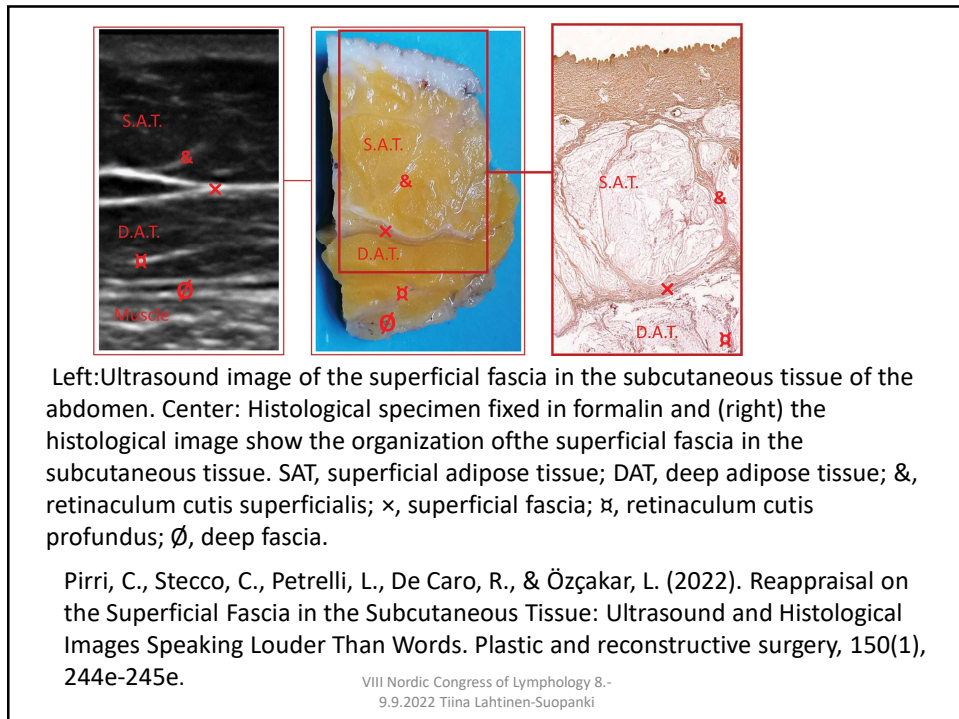 S.A.T.
&
×
D.A.T.
¤
Ø
Muscle
S.A.T.
&
×
D.A.T.
¤
Ø
S.A.T.
&
×
D.A.T.
¤
Left:Ultrasound image of the superficial fascia in the subcutaneous tissue of the
abdomen. Center: Histological specimen fixed in formalin and (right) the
histological image show the organization ofthe superficial fascia in the
subcutaneous tissue. SAT, superficial adipose tissue; DAT, deep adipose tissue; &,
retinaculum cutis superficialis; ×, superficial fascia; ¤, retinaculum cutis
profundus; Ø, deep fascia.
Pirri, C., Stecco, C., Petrelli, L., De Caro, R., & Özçakar, L. (2022). Reappraisal on
the Superficial Fascia in the Subcutaneous Tissue: Ultrasound and Histological
Images Speaking Louder Than Words. Plastic and reconstructive surgery, 150(1),
244e-245e.
VIII Nordic Congress of Lymphology 8.-
9.9.2022 Tiina Lahtinen-Suopanki